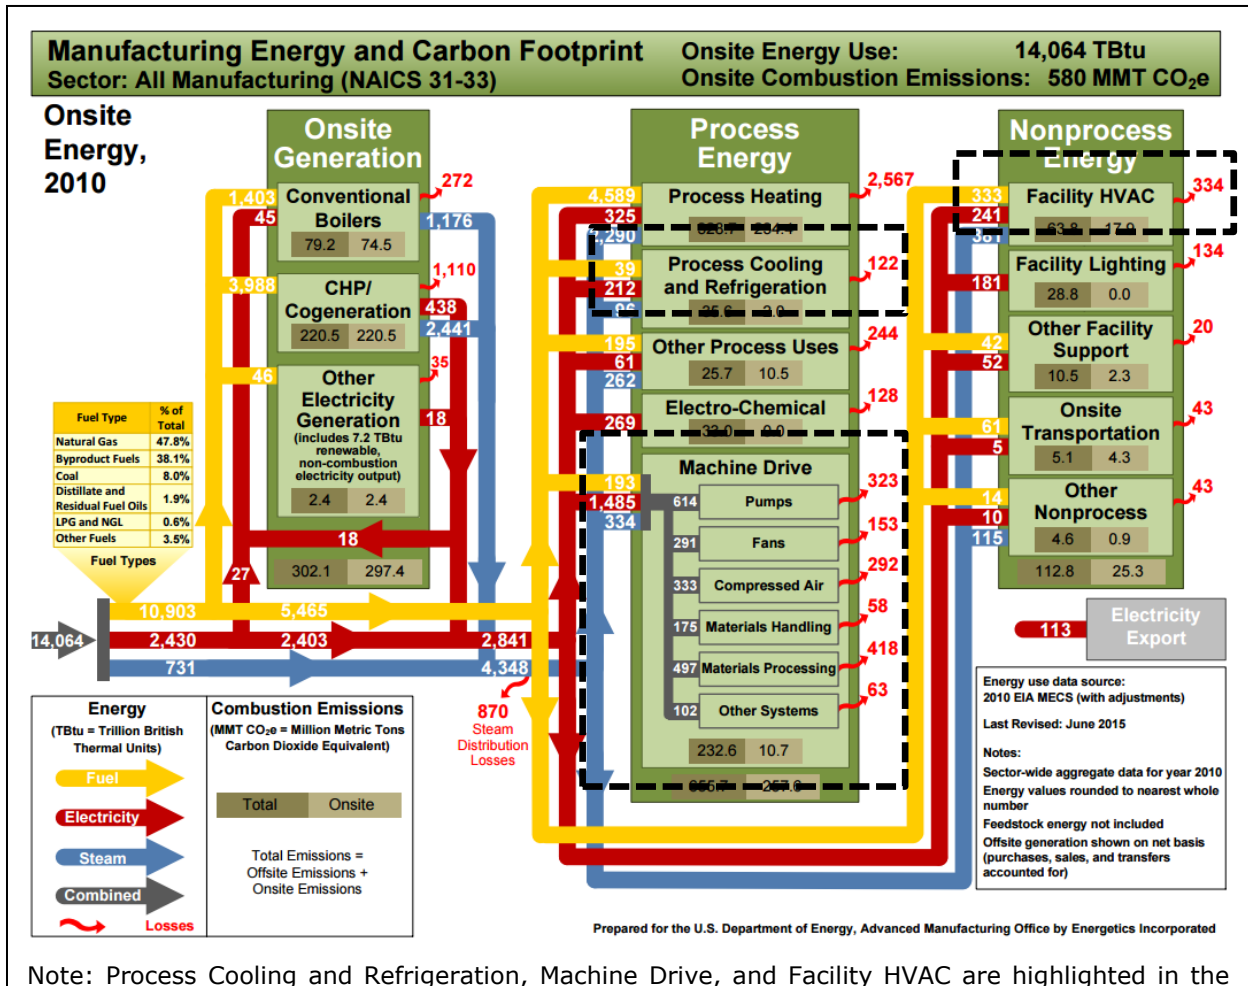 Manufacturing Energy and Carbon Footprint
Sector: All Manufacturing (NAICS 31-33)
Onsite Energy Use: 14,064 TBtu
Onsite Combustion Emissions: 580 MMT CO₂e
Onsite
Energy,
2010
Onsite
Generation
1,403
45
Conventional
Boilers
79.2 74.5
272
1,176
3,988
CHP/
Cogeneration
220.5 220.5
1,110
438
2,441
46
Other
Electricity
Generation
(includes 7.2 TBtu
renewable,
non-combustion
electricity output)
2.4 2.4
35
18
18
302.1 297.4
27
Fuel Type % of
Total
Natural Gas 47.8%
Byproduct Fuels 38.1%
Coal 8.0%
Distillate and
Residual Fuel Oils 1.9%
LPG and NGL 0.6%
Other Fuels 3.5%
Fuel Types
14,064
10,903 5,465
2,430 2,403 2,841
731 4,348
870
Steam
Distribution
Losses
Process
Energy
4,589
325
2,290
Process Heating
2,567
39
212
96
Process Cooling
and Refrigeration
122
195
61
262
Other Process Uses
25.7 10.5
244
269
Electro-Chemical
128
Machine Drive
193
1,485
334
614 Pumps 323
291 Fans 153
333 Compressed Air 292
175 Materials Handling 58
497 Materials Processing 418
102 Other Systems 63
232.6 10.7
Nonprocess
Energy
333
241
381
Facility HVAC
334
181
Facility Lighting
28.8 0.0
134
42
52
Other Facility
Support
10.5 2.3
20
61
5
Onsite
Transportation
5.1 4.3
43
14
10
115
Other
Nonprocess
4.6 0.9
43
112.8 25.3
113
Electricity
Export
Energy
(TBtu = Trillion British
Thermal Units)
Fuel
Electricity
Steam
Combined
Losses
Combustion Emissions
(MMT CO₂e = Million Metric Tons
Carbon Dioxide Equivalent)
Total Onsite
Total Emissions =
Offsite Emissions +
Onsite Emissions
Energy use data source:
2010 EIA MECS (with adjustments)
Last Revised: June 2015
Notes:
Sector-wide aggregate data for year 2010
Energy values rounded to nearest whole
number
Feedstock energy not included
Offsite generation shown on net basis
(purchases, sales, and transfers
accounted for)
Prepared for the U.S. Department of Energy, Advanced Manufacturing Office by Energetics Incorporated
Note: Process Cooling and Refrigeration, Machine Drive, and Facility HVAC are highlighted in the